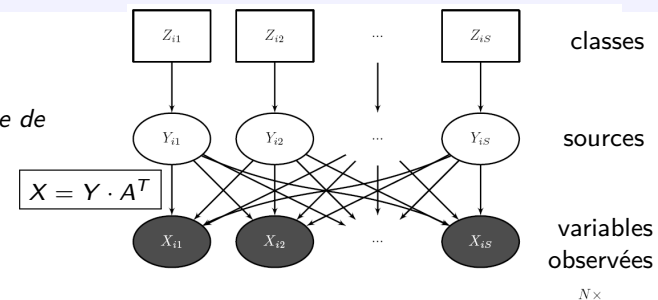 Z_{i1} Z_{i2} ... Z_{iS} classes
e de
Y_{i1} Y_{i2} ... Y_{iS} sources
X = Y · A^T
X_{i1} X_{i2} ... X_{iS} variables
observées
N×